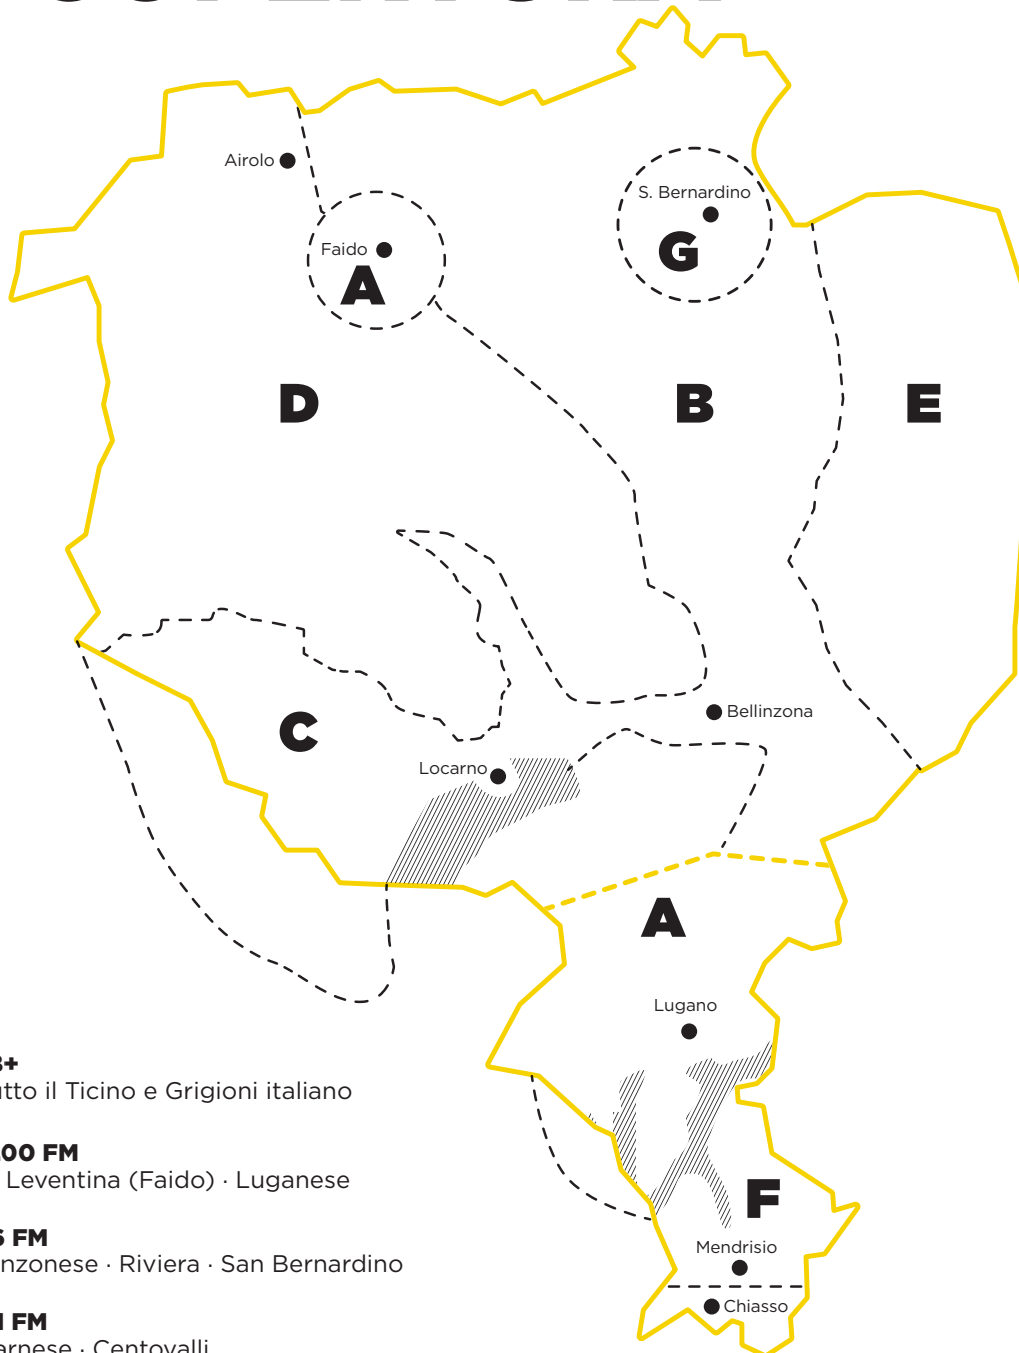 Airolo
S. Bernardino
Faido
G
A
D
B
E
Bellinzona
C
Locarno
A
Lugano
+
tto il Ticino e Grigioni italiano
00 FM
Leventina (Faido) · Luganese
F
FM
nzonese · Riviera · San Bernardino
Mendrisio
Chiasso
FM
arnese · Centovalli